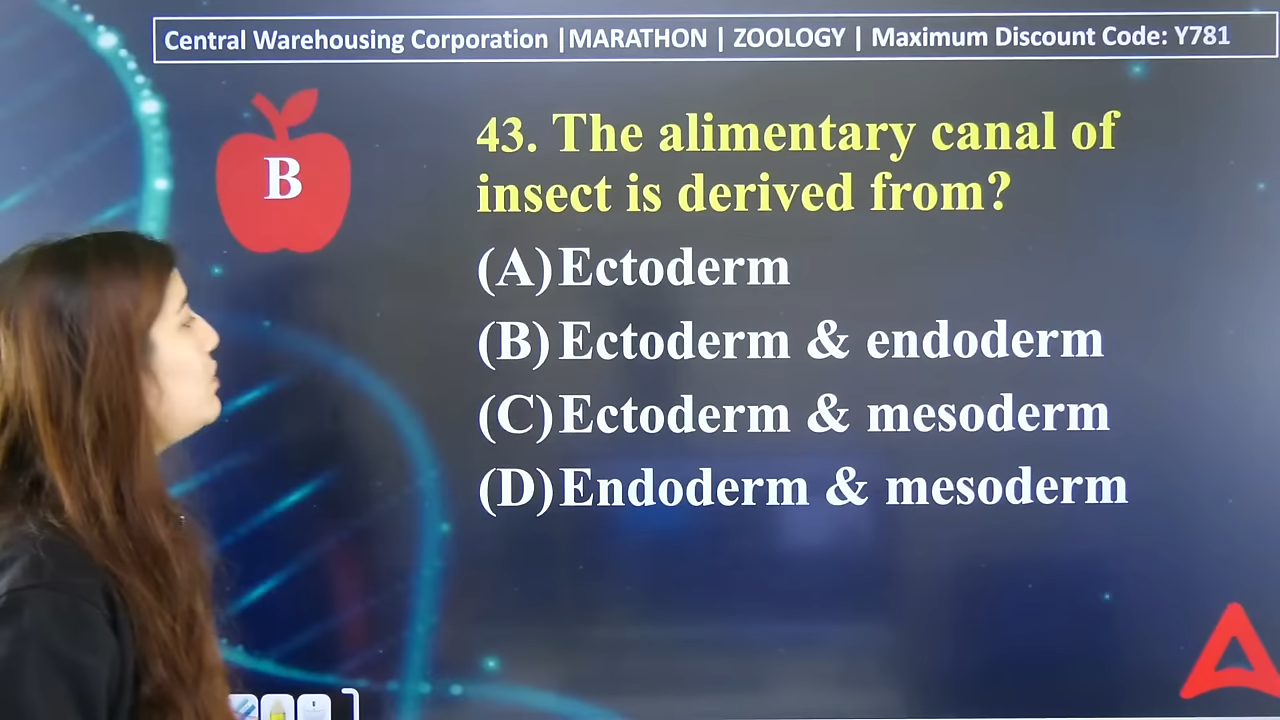 Central Warehousing Corporation |MARATHON | ZOOLOGY | Maximum Discount Code: Y781
B
43. The alimentary canal of
insect is derived from?
(A)Ectoderm
(B)Ectoderm & endoderm
(C)Ectoderm & mesoderm
(D)Endoderm & mesoderm